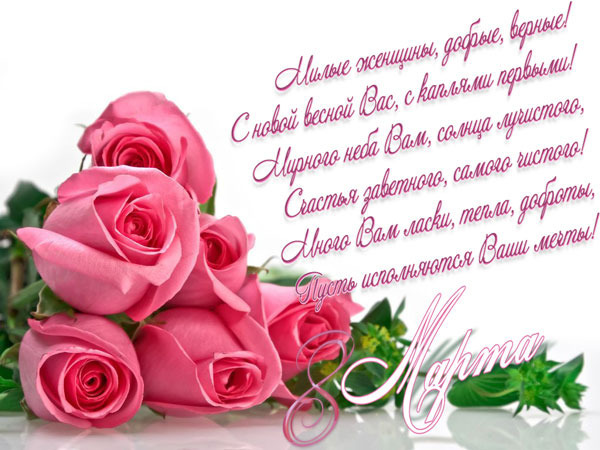 Милые женщины, добрые, верные!
С новой весной Вас, с каплями первыми!
Мирного неба Вам, солнца лучистого,
Счастья заветного, самого чистого!
Много Вам ласки, тепла, доброты,
Пусть исполняются Ваши мечты!
8 Марта